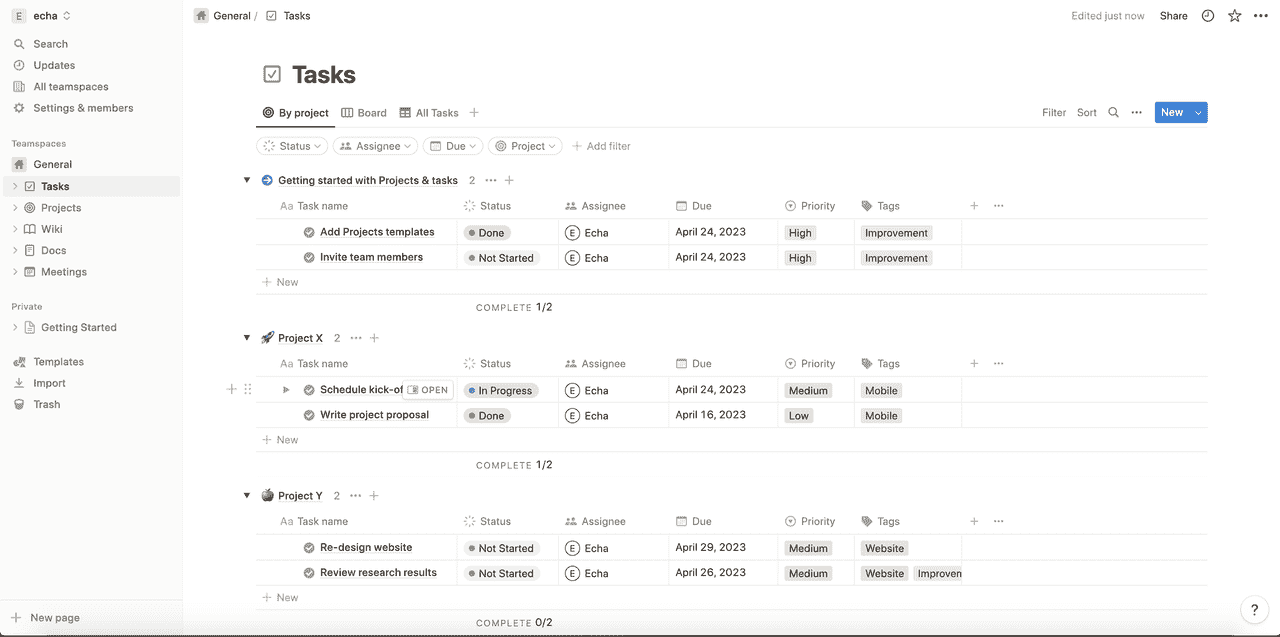 E echa
Search
Updates
All teamspaces
Settings & members
Teamspaces
General
Tasks
Projects
Wiki
Docs
Meetings
Private
Getting Started
Templates
Import
Trash
New page
General / Tasks
Edited just now Share
Tasks
By project Board All Tasks
Filter Sort New
Status Assignee Due Project Add filter
Getting started with Projects & tasks 2
Aa Task name Status Assignee Due Priority Tags
Add Projects templates Done E Echa April 24, 2023 High Improvement
Invite team members Not Started E Echa April 24, 2023 High Improvement
New
COMPLETE 1/2
Project X 2
Aa Task name Status Assignee Due Priority Tags
Schedule kick-of OPEN In Progress E Echa April 24, 2023 Medium Mobile
Write project proposal Done E Echa April 16, 2023 Low Mobile
New
COMPLETE 1/2
Project Y 2
Aa Task name Status Assignee Due Priority Tags
Re-design website Not Started E Echa April 29, 2023 Medium Website
Review research results Not Started E Echa April 26, 2023 Medium Website Improven
New
COMPLETE 0/2
?